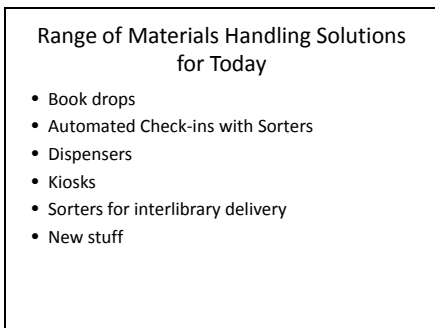 Range of Materials Handling Solutions
for Today
• Book drops
• Automated Check-ins with Sorters
• Dispensers
• Kiosks
• Sorters for interlibrary delivery
• New stuff